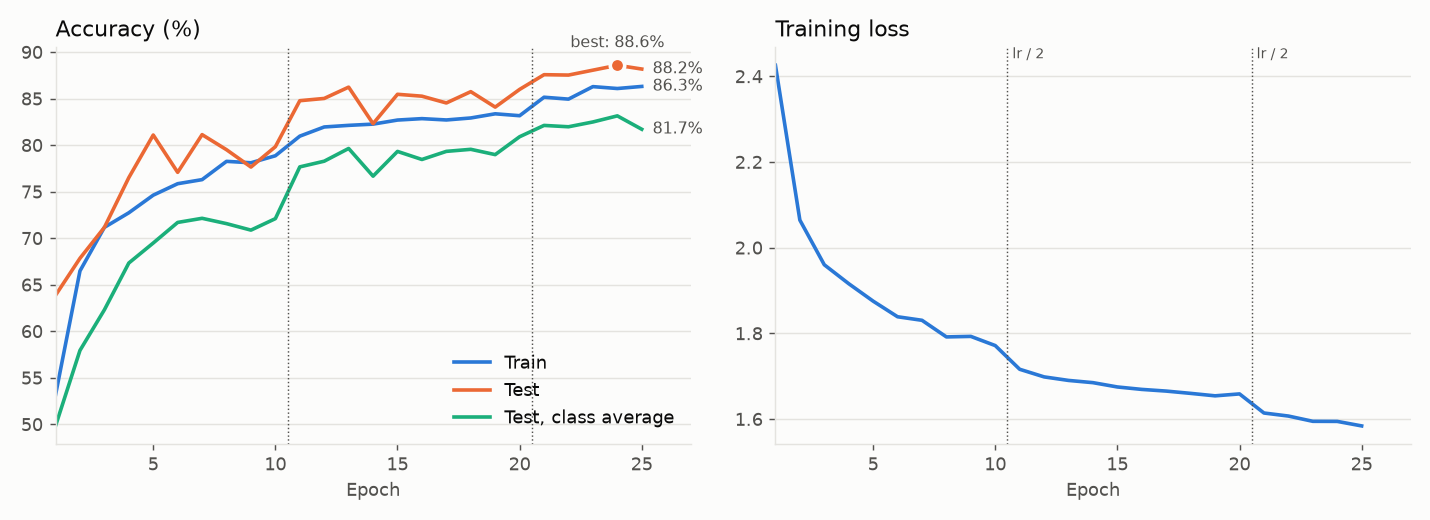 Accuracy (%)
best: 88.6%
90
85
80
75
70
65
60
55
50
88.2%
86.3%
81.7%
Train
Test
Test, class average
5
10
15
20
25
Epoch
Training loss
lr / 2
lr / 2
2.4
2.2
2.0
1.8
1.6
5
10
15
20
25
Epoch